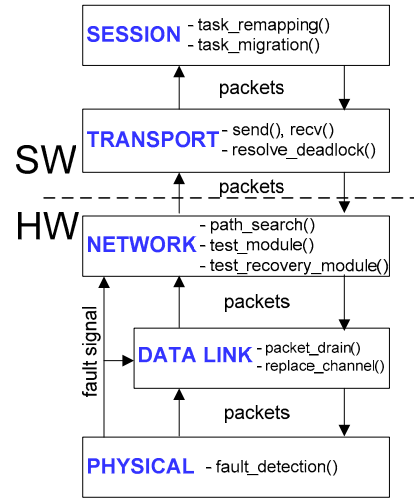 SESSION - task_remapping()
- task_migration()
packets
TRANSPORT - send(), recv()
- resolve_deadlock()
SW
packets
HW
NETWORK - path_search()
- test_module()
- test_recovery_module()
packets
fault signal
DATA LINK - packet_drain()
- replace_channel()
packets
PHYSICAL - fault_detection()